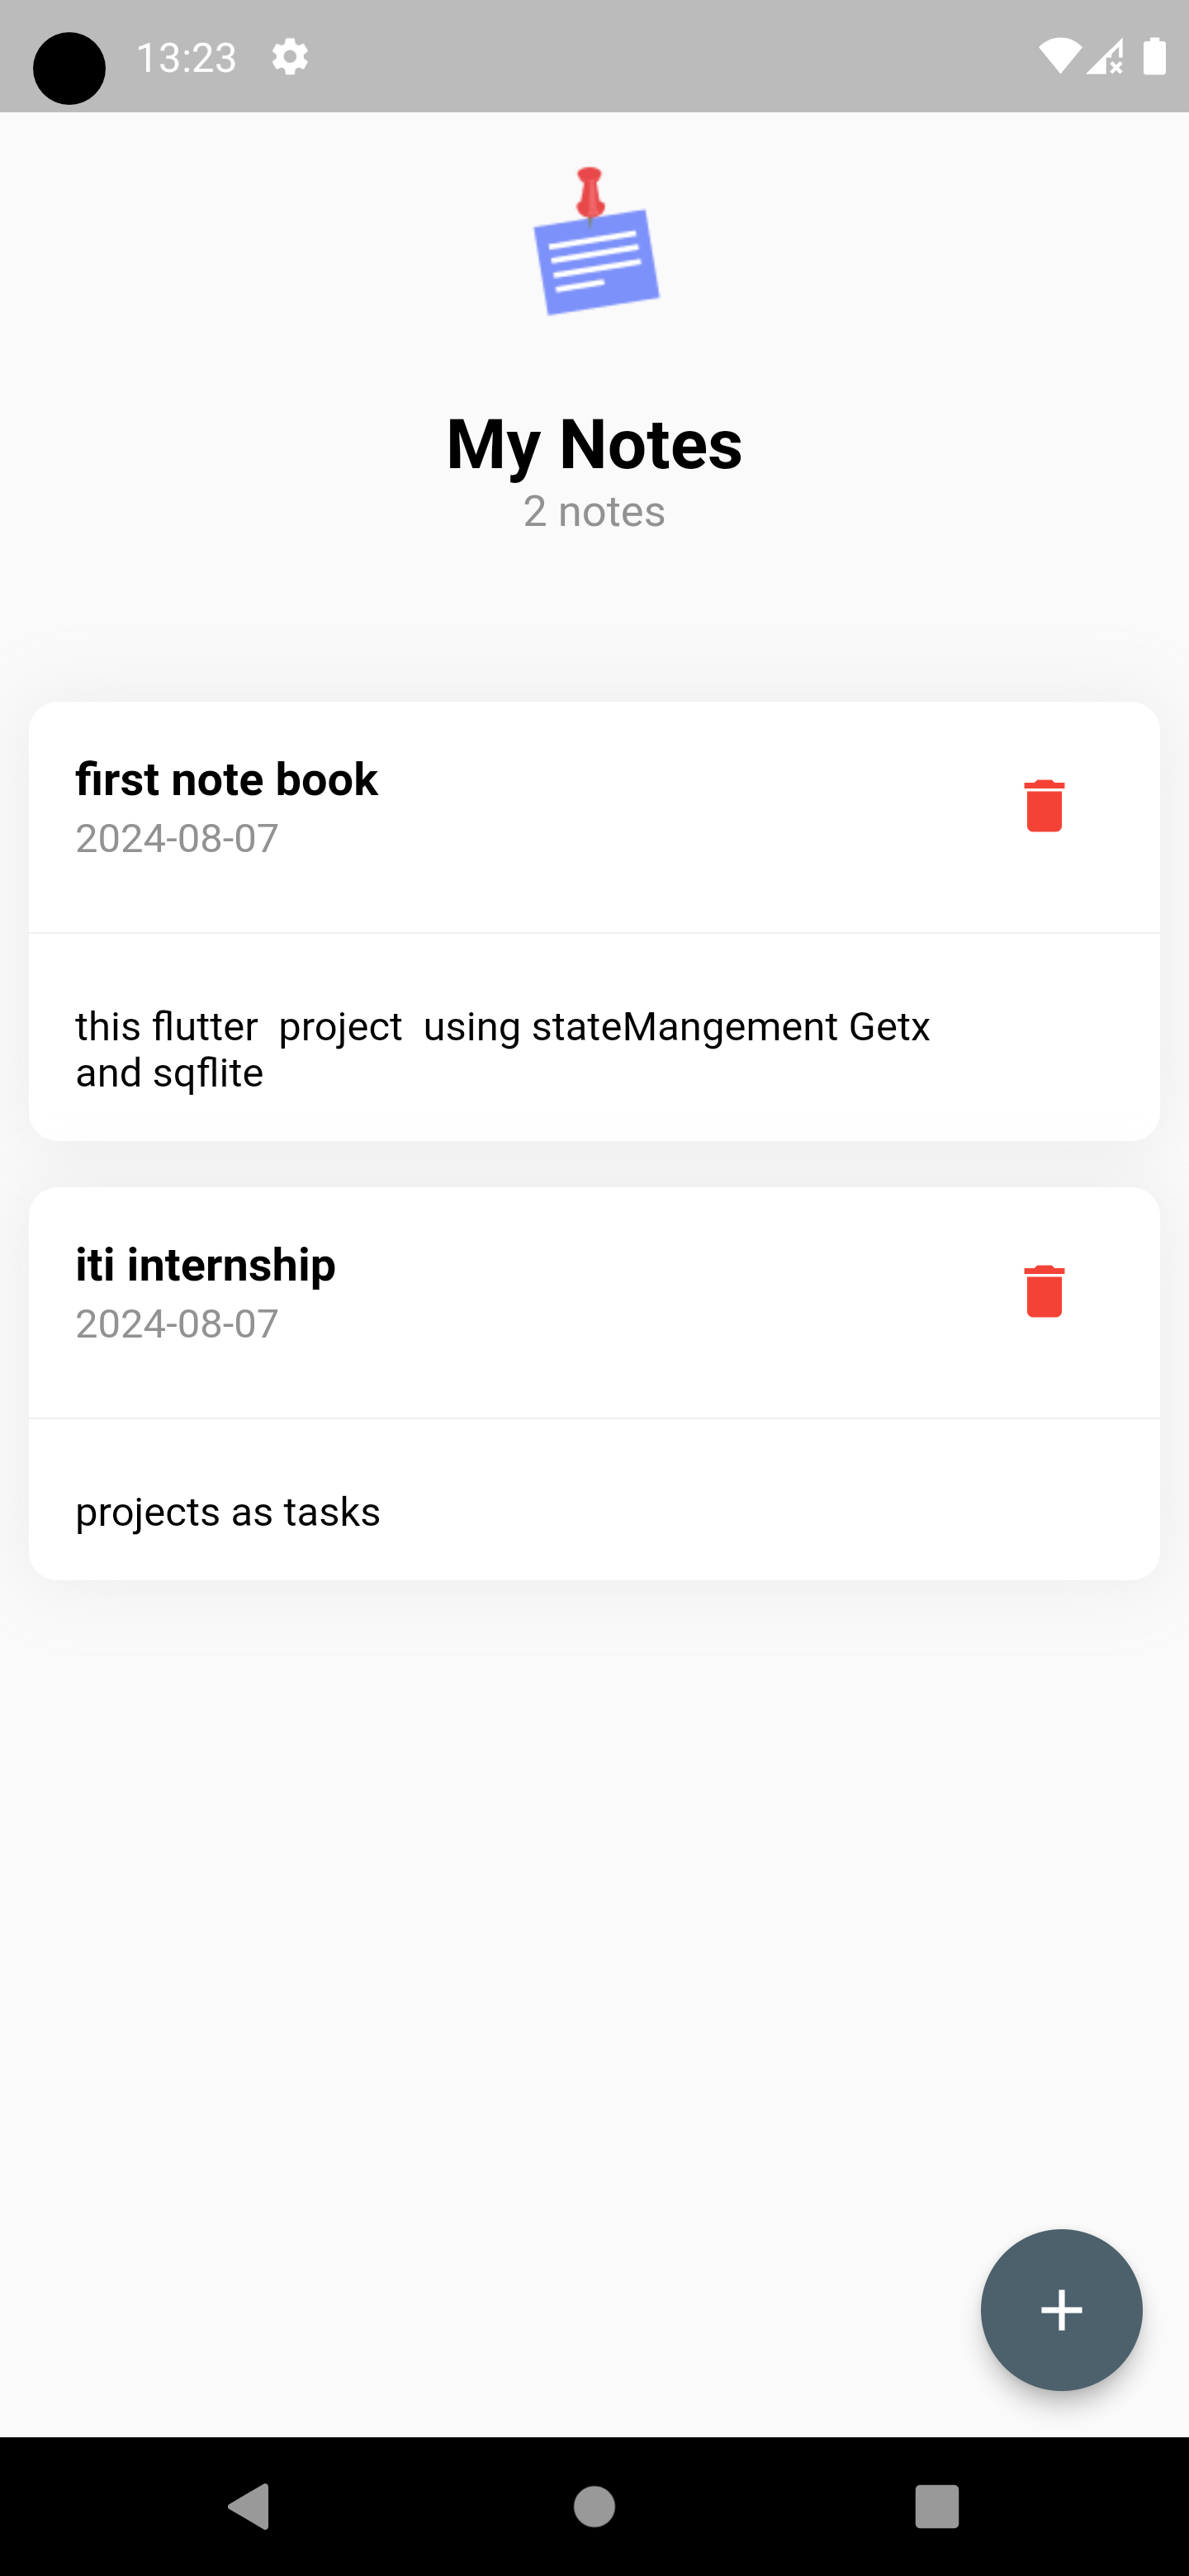 13:23
My Notes
2 notes
first note book
2024-08-07
this flutter  project  using stateMangement Getx
and sqflite
iti internship
2024-08-07
projects as tasks